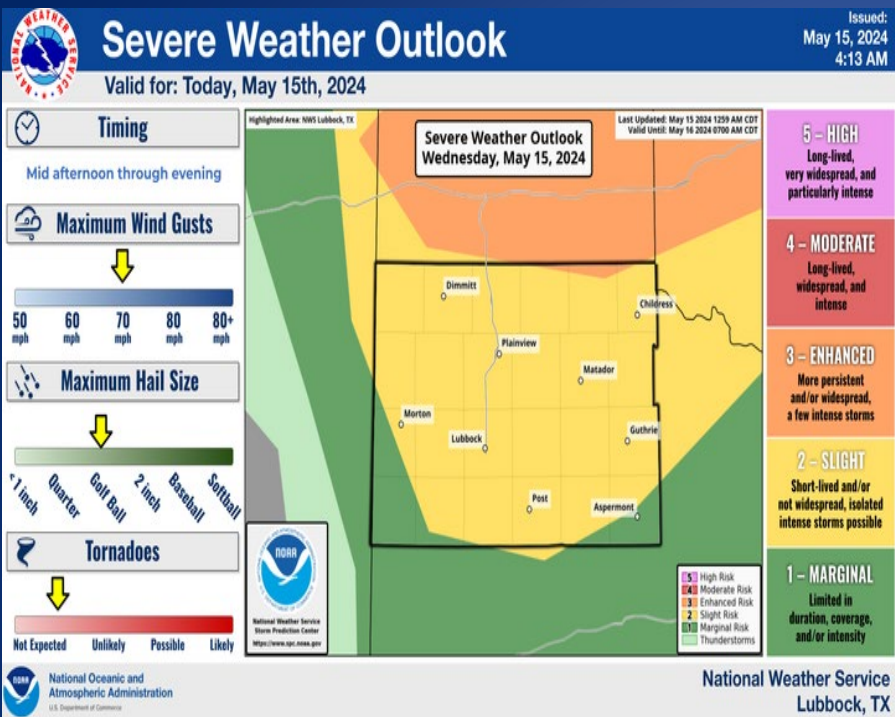 NATIONAL WEATHER SERVICE
Severe Weather Outlook
Issued:
May 15, 2024
4:13 AM
Valid for: Today, May 15th, 2024
Timing
Mid afternoon through evening
Maximum Wind Gusts
50 mph
60 mph
70 mph
80 mph
80+ mph
Maximum Hail Size
<1 inch
Quarter
Golf Ball
2 inch
Baseball
Softball
Tornadoes
Not Expected
Unlikely
Possible
Likely
Highlighted Area: NWS Lubbock, TX
Severe Weather Outlook
Wednesday, May 15, 2024
Last Updated: May 15 2024 1259 AM CDT
Valid Until: May 16 2024 0700 AM CDT
Dimmitt
Childress
Plainview
Matador
Morton
Lubbock
Guthrie
Post
Aspermont
NOAA
National Weather Service
Storm Prediction Center
https://www.spc.noaa.gov
5 High Risk
4 Moderate Risk
3 Enhanced Risk
2 Slight Risk
1 Marginal Risk
Thunderstorms
5 – HIGH
Long-lived,
very widespread, and
particularly intense
4 – MODERATE
Long-lived,
widespread, and
intense
3 – ENHANCED
More persistent
and/or widespread,
a few intense storms
2 – SLIGHT
Short-lived and/or
not widespread, isolated
intense storms possible
1 – MARGINAL
Limited in
duration, coverage,
and/or intensity
NOAA
National Oceanic and
Atmospheric Administration
U.S. Department of Commerce
National Weather Service
Lubbock, TX